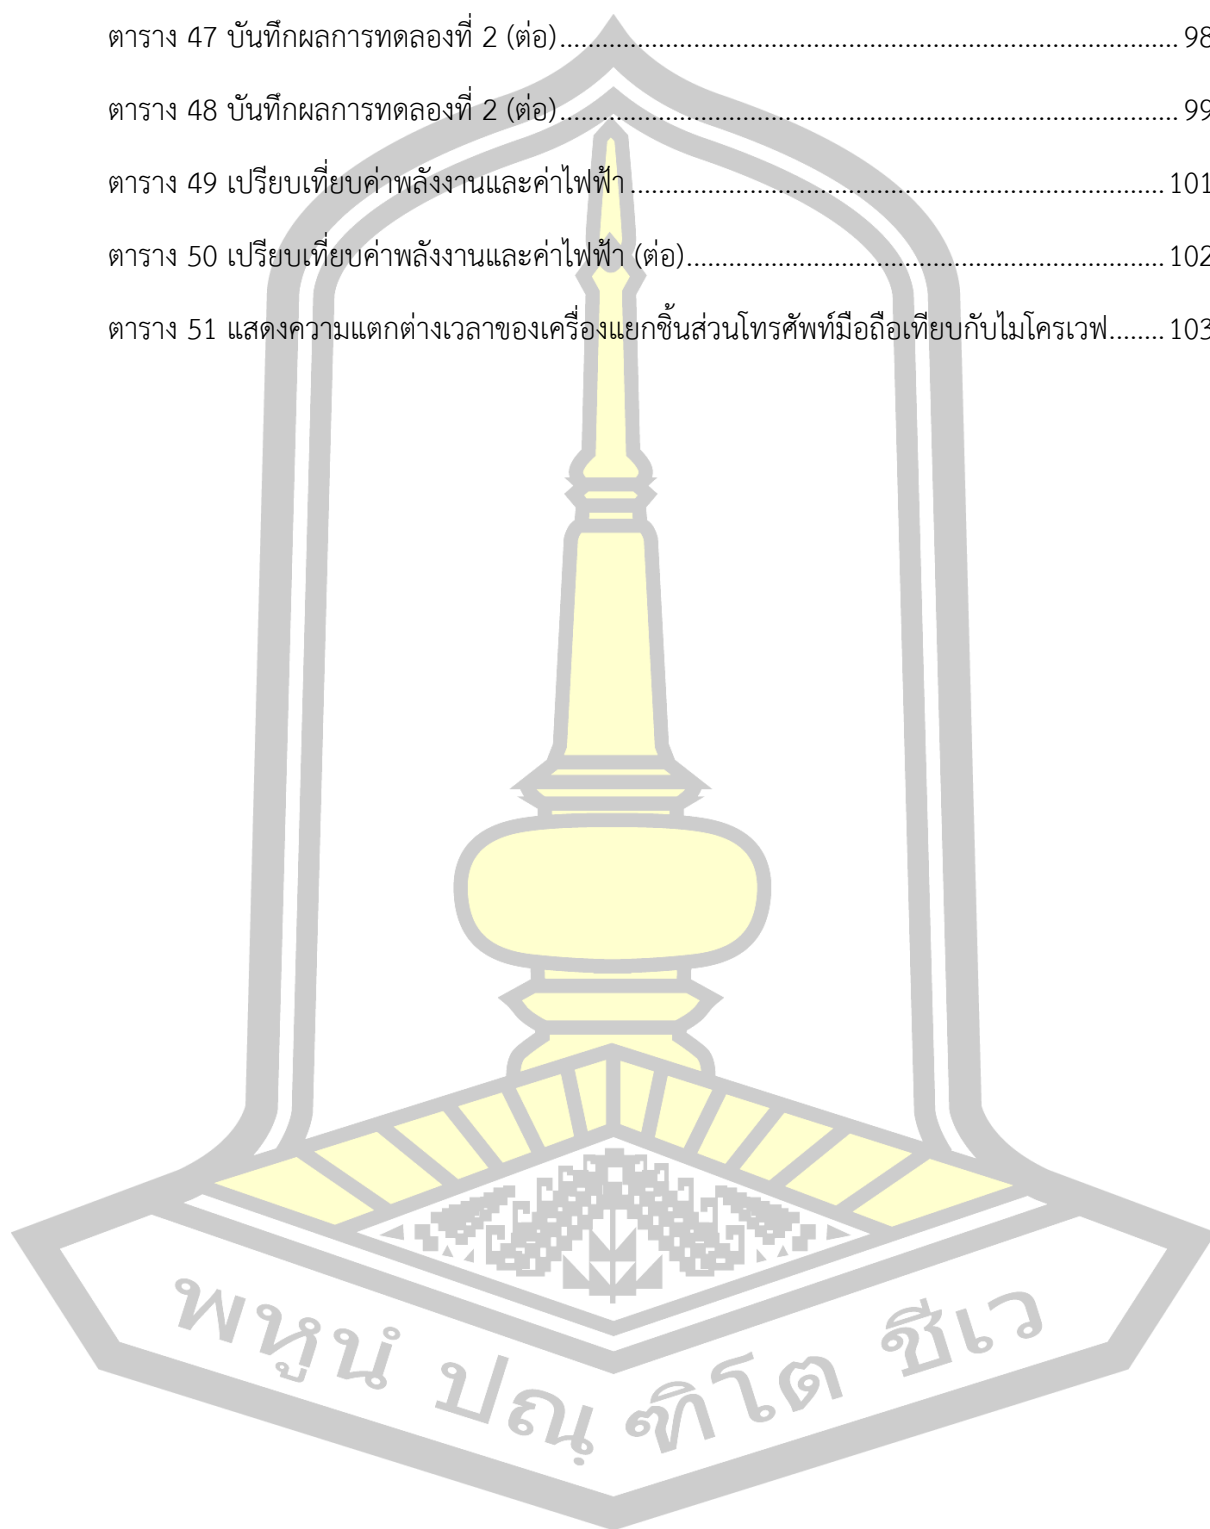 ตาราง 47 บันทึกผลการทดลองที่ 2 (ต่อ)............................................................................... 98
ตาราง 48 บันทึกผลการทดลองที่ 2 (ต่อ)............................................................................... 99
ตาราง 49 เปรียบเที่ยบค่าพลังงานและค่าไฟฟ้า.................................................................... 101
ตาราง 50 เปรียบเที่ยบค่าพลังงานและค่าไฟฟ้า (ต่อ)............................................................. 102
ตาราง 51 แสดงความแตกต่างเวลาของเครื่องแยกชิ้นส่วนโทรศัพท์มือถือเทียบกับไมโครเวฟ....... 103
พหูนํ ปณฺ ฑิโต ชีเว